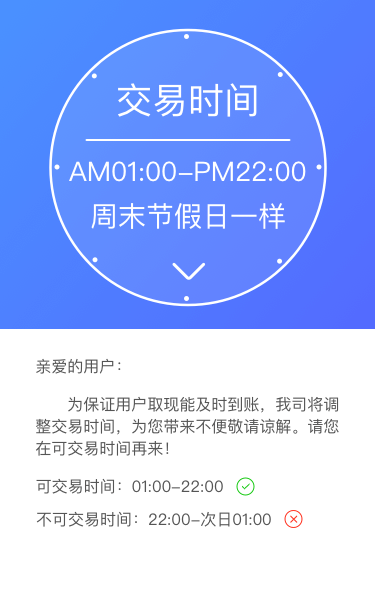 交易时间
AM01:00-PM22:00
周末节假日一样
亲爱的用户：
为保证用户取现能及时到账，我司将调
整交易时间，为您带来不便敬请谅解。请您
在可交易时间再来！
可交易时间：01:00-22:00
不可交易时间：22:00-次日01:00